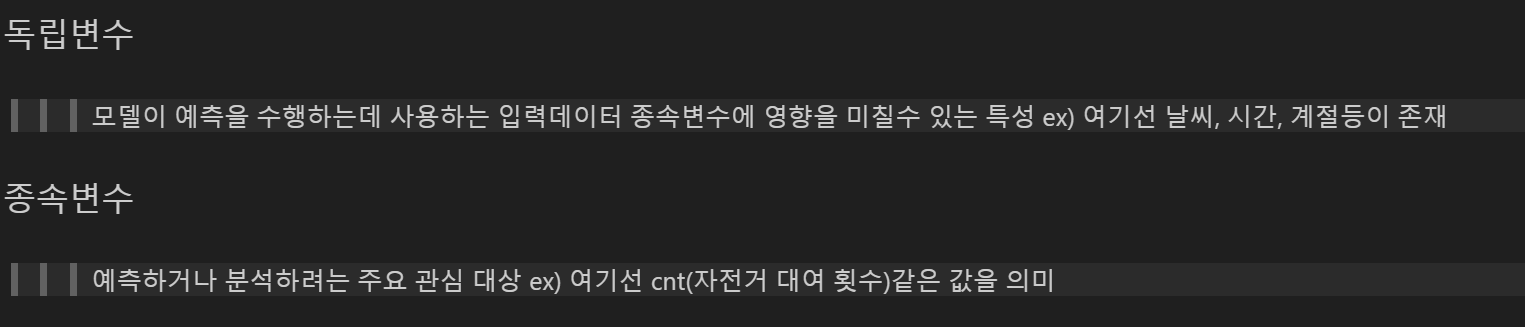 독립변수
모델이 예측을 수행하는데 사용하는 입력데이터 종속변수에 영향을 미칠수 있는 특성 ex) 여기선 날씨, 시간, 계절등이 존재
종속변수
예측하거나 분석하려는 주요 관심 대상 ex) 여기선 cnt(자전거 대여 횟수)같은 값을 의미